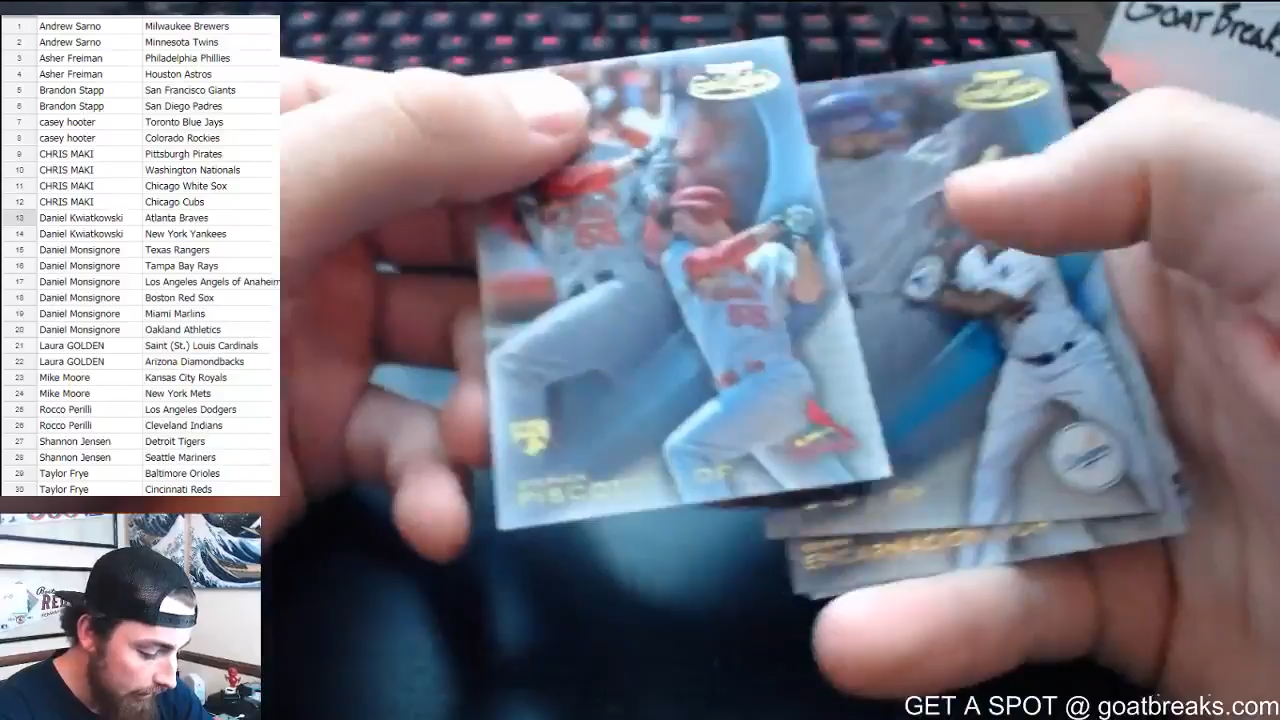 1 Andrew Sarno Milwaukee Brewers
2 Andrew Sarno Minnesota Twins
3 Asher Freiman Philadelphia Phillies
4 Asher Freiman Houston Astros
5 Brandon Stapp San Francisco Giants
6 Brandon Stapp San Diego Padres
7 casey hooter Toronto Blue Jays
8 casey hooter Colorado Rockies
9 CHRIS MAKI Pittsburgh Pirates
10 CHRIS MAKI Washington Nationals
11 CHRIS MAKI Chicago White Sox
12 CHRIS MAKI Chicago Cubs
13 Daniel Kwiatkowski Atlanta Braves
14 Daniel Kwiatkowski New York Yankees
15 Daniel Monsignore Texas Rangers
16 Daniel Monsignore Tampa Bay Rays
17 Daniel Monsignore Los Angeles Angels of Anaheim
18 Daniel Monsignore Boston Red Sox
19 Daniel Monsignore Miami Marlins
20 Daniel Monsignore Oakland Athletics
21 Laura GOLDEN Saint (St.) Louis Cardinals
22 Laura GOLDEN Arizona Diamondbacks
23 Mike Moore Kansas City Royals
24 Mike Moore New York Mets
25 Rocco Perilli Los Angeles Dodgers
26 Rocco Perilli Cleveland Indians
27 Shannon Jensen Detroit Tigers
28 Shannon Jensen Seattle Mariners
29 Taylor Frye Baltimore Orioles
30 Taylor Frye Cincinnati Reds
GOAT Break
ENCARNACION
GET A SPOT @ goatbreaks.com